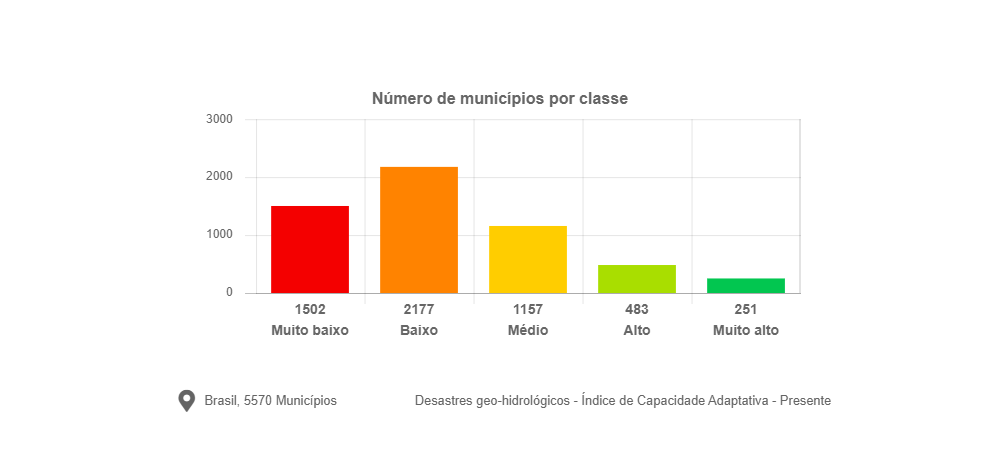 Número de municípios por classe
3000
2000
1000
0
1502 2177 1157 483 251
Muito baixo Baixo Médio Alto Muito alto
Brasil, 5570 Municípios
Desastres geo-hidrológicos - Índice de Capacidade Adaptativa - Presente